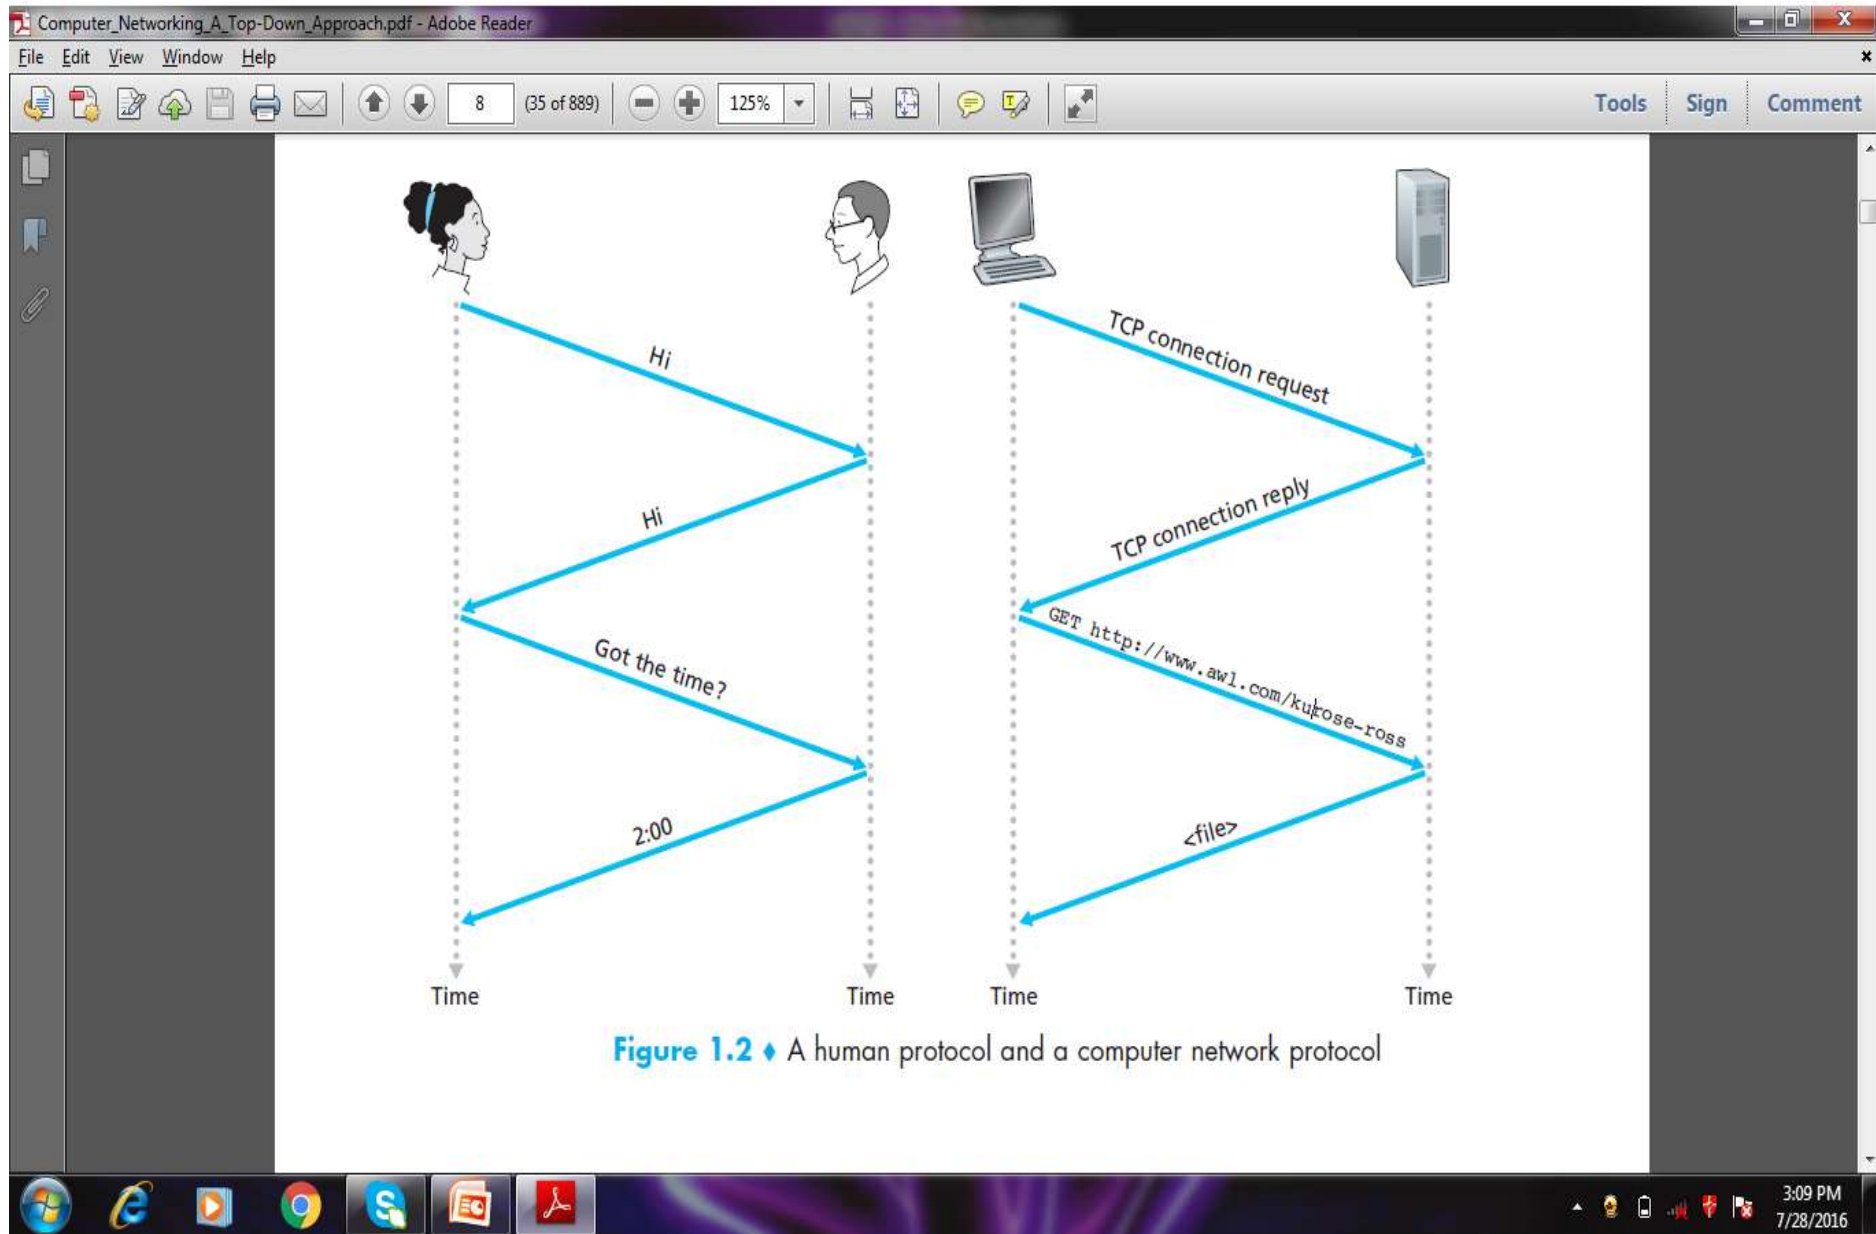 Computer_Networking_A_Top-Down_Approach.pdf - Adobe Reader
File Edit View Window Help
8 (35 of 889) 125% Tools Sign Comment
Hi
Hi
Got the time?
2:00
Time
Time
TCP connection request
TCP connection reply
GET http://www.awl.com/kurose-ross
<file>
Time
Time
Figure 1.2 ♦ A human protocol and a computer network protocol
3:09 PM
7/28/2016